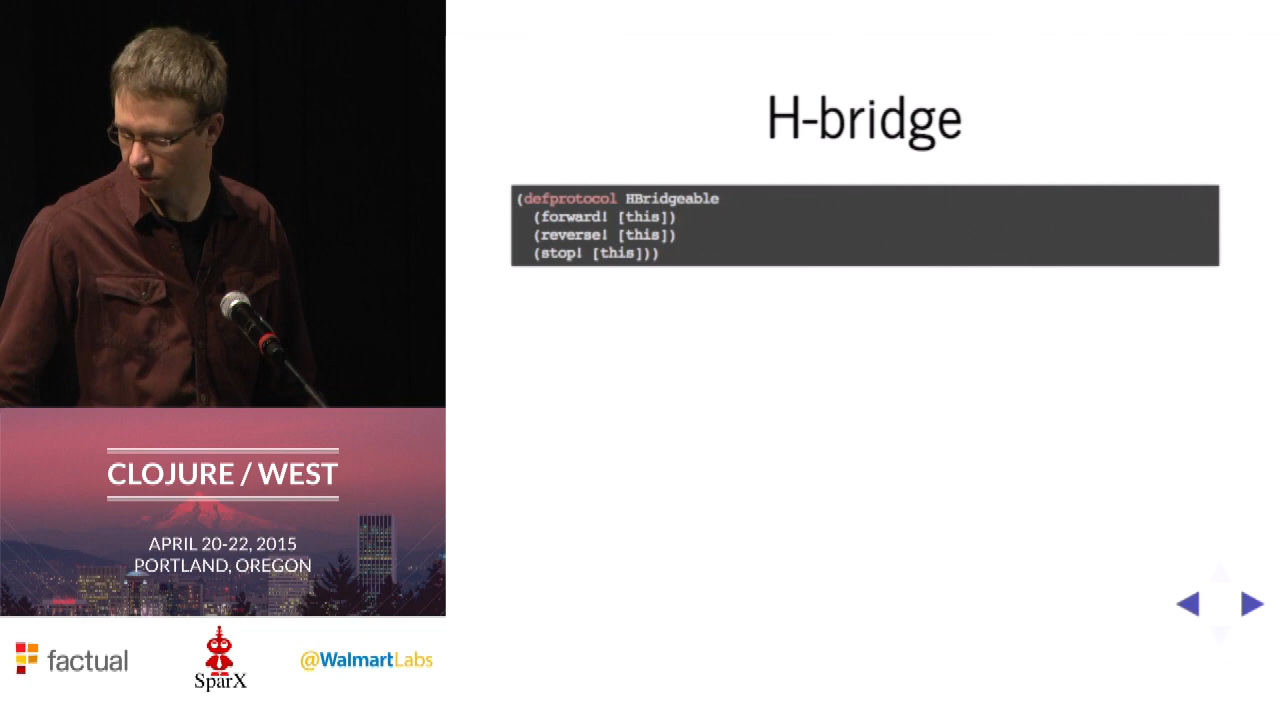 H-bridge
(defprotocol HBridgeable
  (forward! [this])
  (reverse! [this])
  (stop! [this]))
CLOJURE / WEST
APRIL 20-22, 2015
PORTLAND, OREGON
factual
SparX
@WalmartLabs